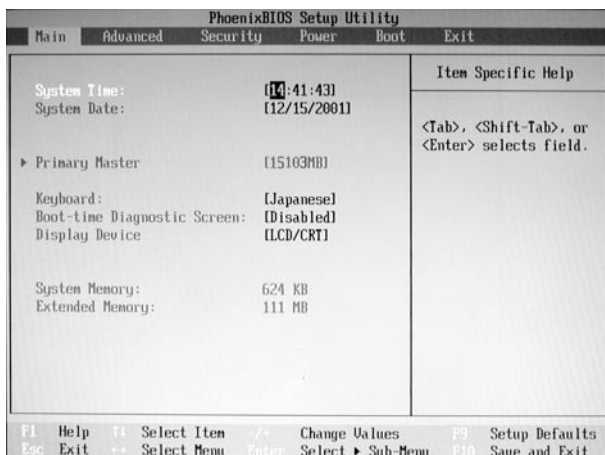 PhoenixBIOS Setup Utility
Main Advanced Security Power Boot Exit
Item Specific Help
System Time: [14:41:43]
System Date: [12/15/2001]
<Tab>, <Shift-Tab>, or
<Enter> selects field.
▶ Primary Master [15103MB]
Keyboard: [Japanese]
Boot-time Diagnostic Screen: [Disabled]
Display Device [LCD/CRT]
System Memory: 624 KB
Extended Memory: 111 MB
F1 Help ↑↓ Select Item -/+ Change Values F9 Setup Defaults
Esc Exit ↔ Select Menu Enter Select ▶ Sub-Menu F10 Save and Exit